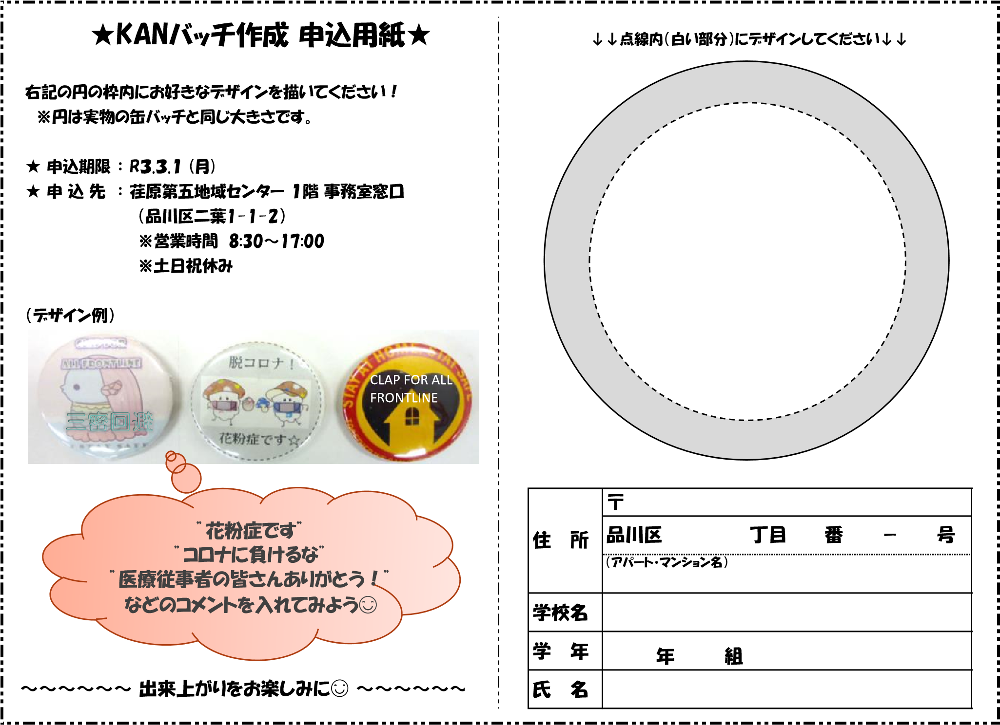 ★KANバッチ作成 申込用紙★
右記の円の枠内にお好きなデザインを描いてください！
※円は実物の缶バッチと同じ大きさです。
★ 申込期限 ： R3.3.1 (月)
★ 申 込 先 ： 荏原第五地域センター 1階 事務室窓口
（品川区二葉1-1-2）
※営業時間 8:30～17:00
※土日祝休み
（デザイン例）
ALL FRONTLINE
三密回避
STAY SAFE
脱コロナ！
花粉症です☆
STAY AT HOME STAY SAFE
CLAP FOR ALL
FRONTLINE
"花粉症です"
"コロナに負けるな"
"医療従事者の皆さんありがとう！"
などのコメントを入れてみよう☺
～～～～～～ 出来上がりをお楽しみに☺ ～～～～～～
↓↓点線内（白い部分）にデザインしてください↓↓
住 所
〒
品川区 丁目 番 － 号
（アパート・マンション名）
学校名
学 年
年 組
氏 名